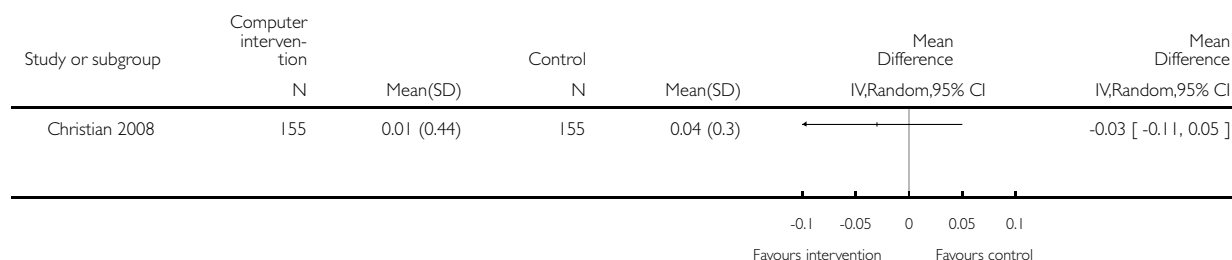 Computer
interven-
tion
Study or subgroup Control Mean Difference Mean Difference
N Mean(SD) N Mean(SD) IV,Random,95% CI IV,Random,95% CI
Christian 2008 155 0.01 (0.44) 155 0.04 (0.3) -0.03 [ -0.11, 0.05 ]
-0.1 -0.05 0 0.05 0.1
Favours intervention Favours control